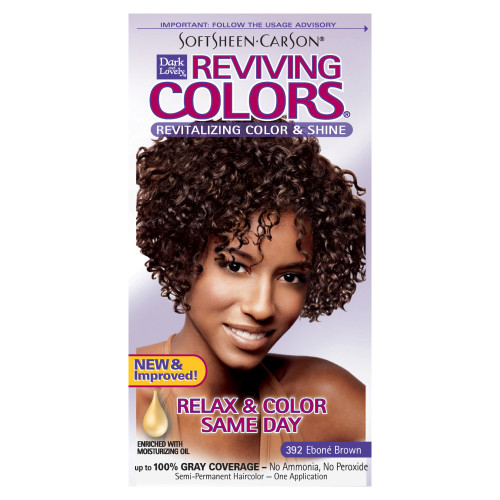 IMPORTANT: FOLLOW THE USAGE ADVISORY
SOFTSHEEN·CARSON®
Dark and Lovely®
REVIVING
COLORS®
REVITALIZING COLOR & SHINE
NEW &
Improved!
RELAX & COLOR
SAME DAY
ENRICHED WITH
MOISTURIZING OIL
392 Eboné Brown
up to 100% GRAY COVERAGE – No Ammonia, No Peroxide
Semi-Permanent Haircolor — One Application